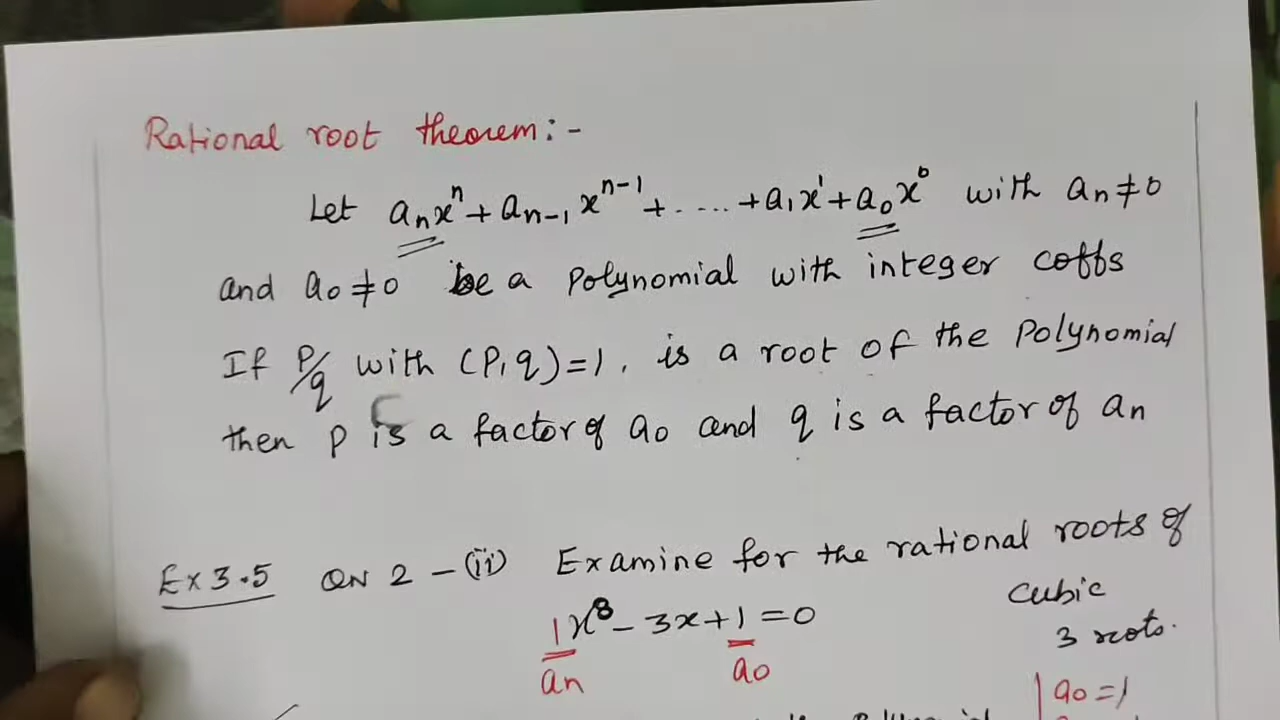 Rational root theorem:-
Let aₙxⁿ + aₙ₋₁ xⁿ⁻¹ + ..... + a₁x¹ + a₀x⁰ with aₙ ≠ 0
and a₀ ≠ 0 be a Polynomial with integer coffs
If P/q with (P, q) = 1, is a root of the Polynomial
then p is a factor of a₀ and q is a factor of aₙ
Ex 3.5 QN 2 - (ii) Examine for the rational roots of
1x⁸ - 3x + 1 = 0
Cubic
3 roots.
aₙ
a₀
a₀ = 1